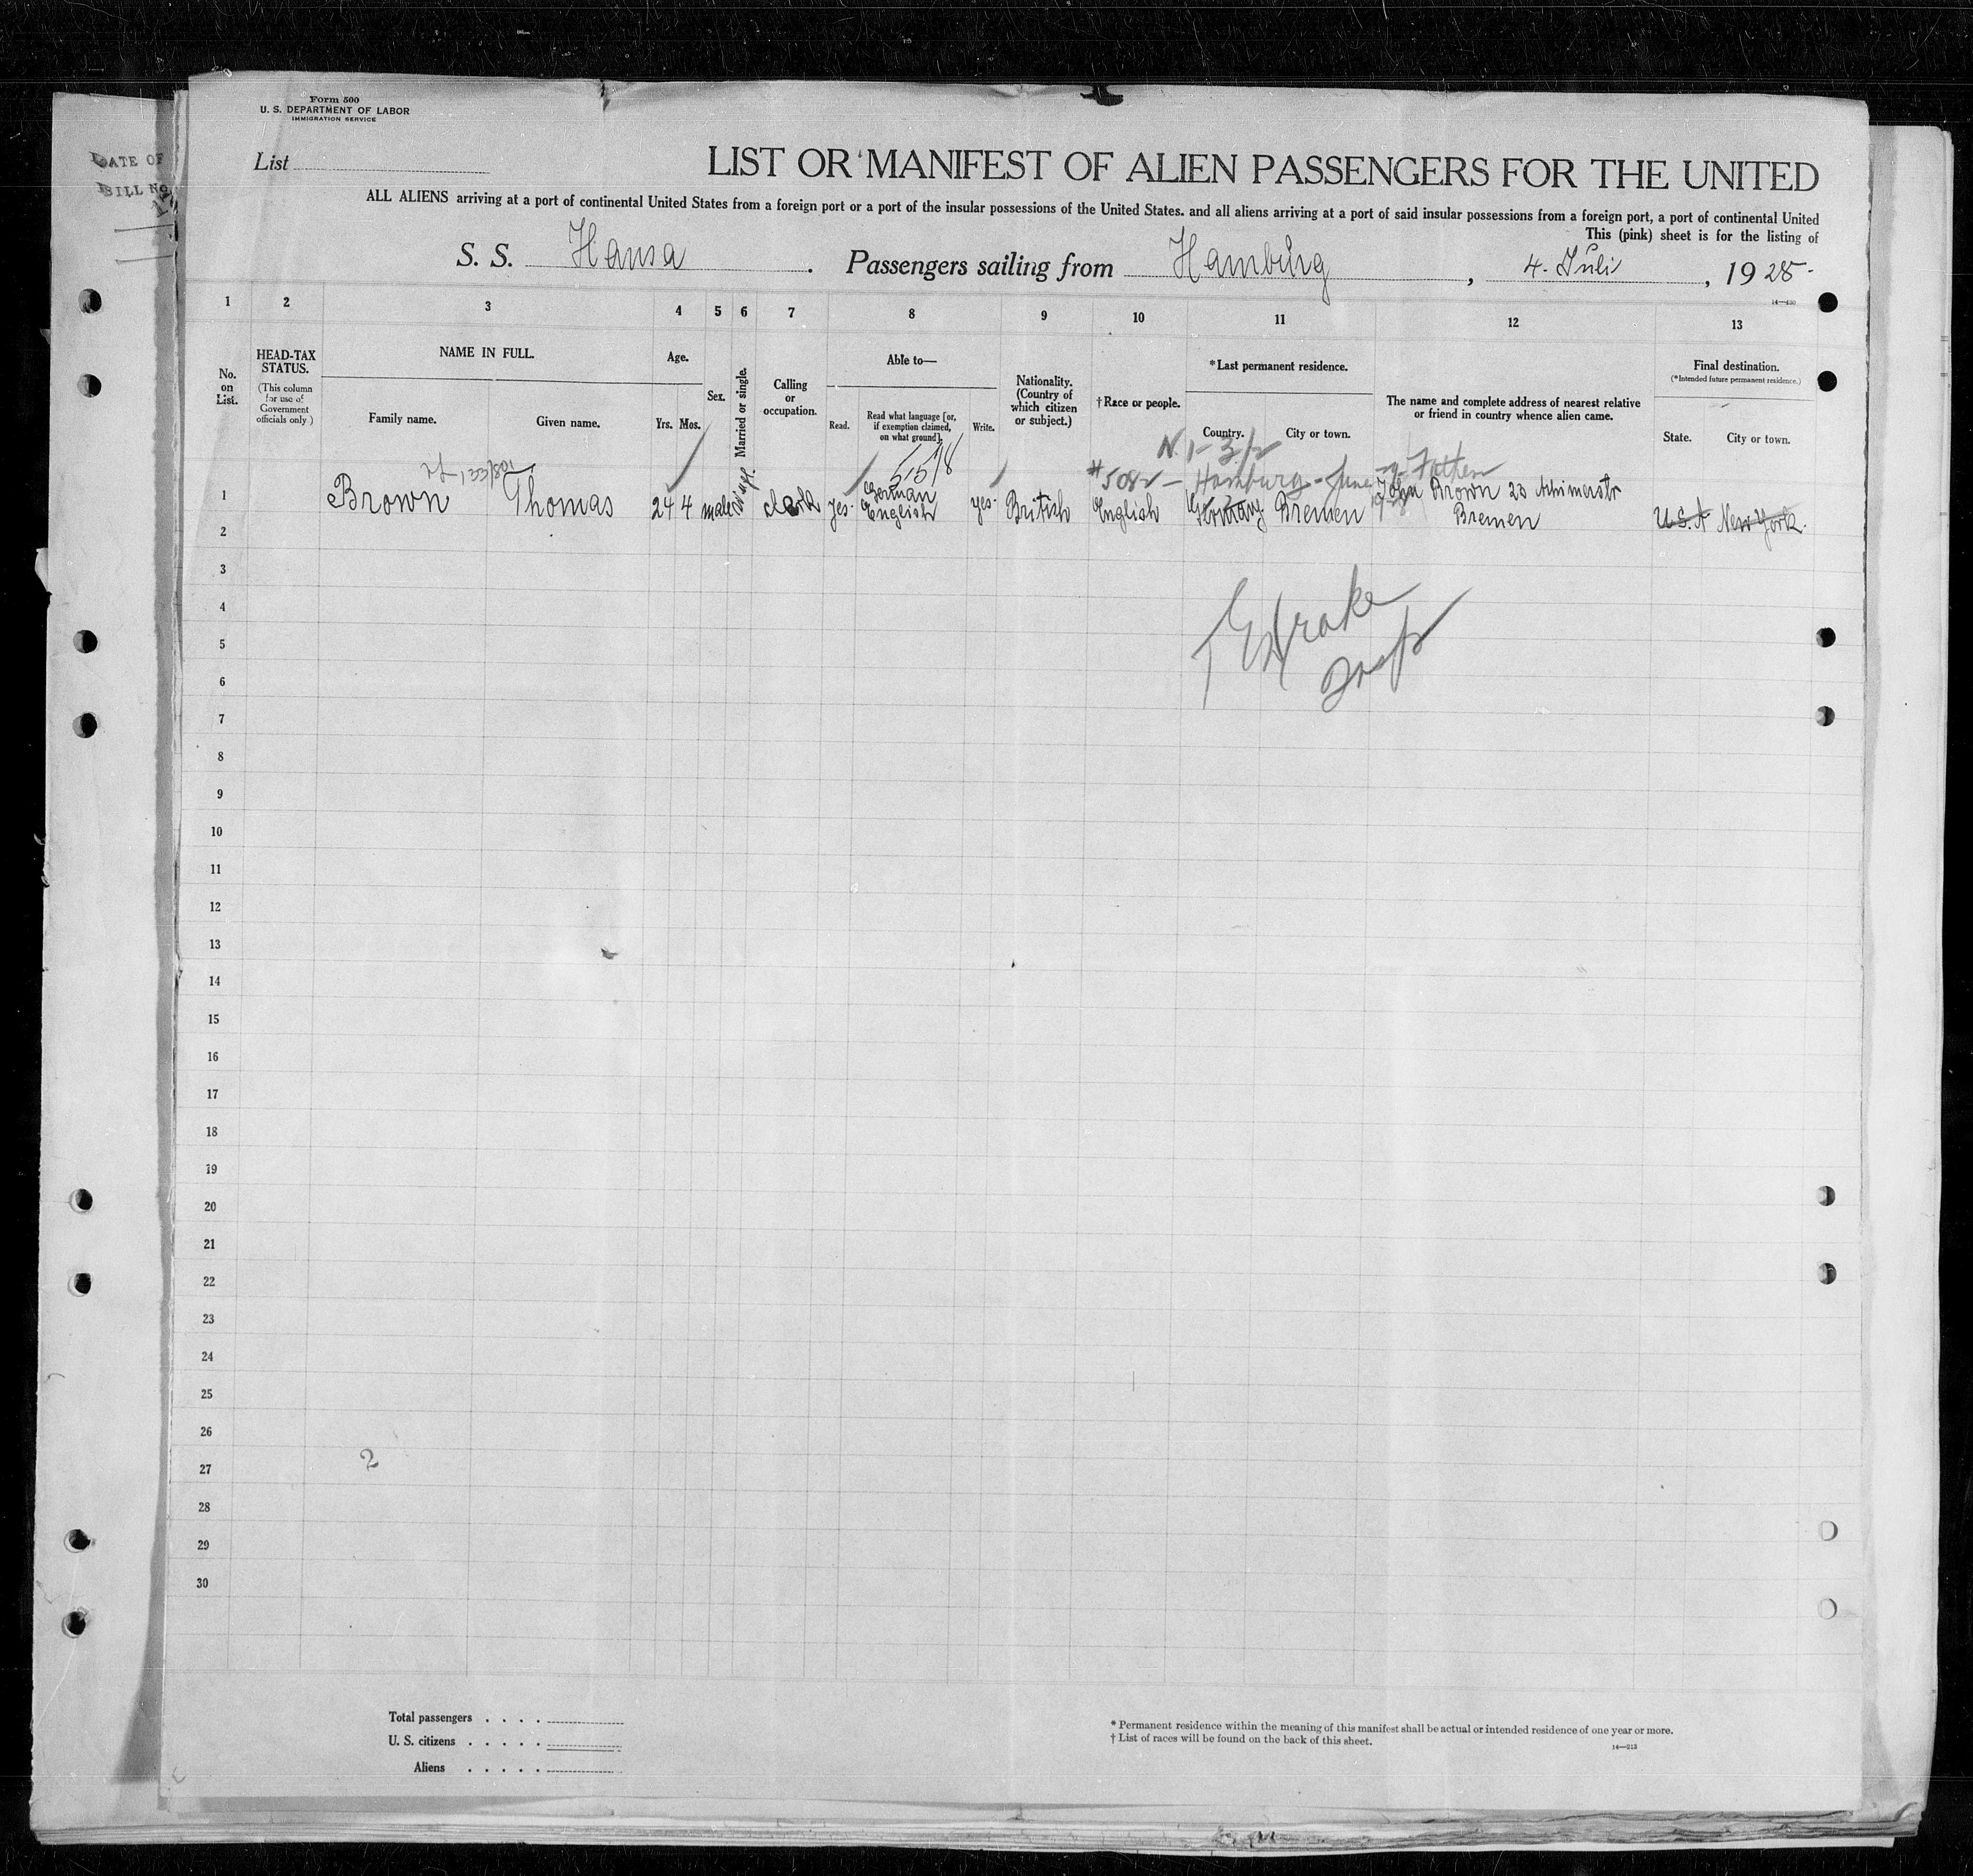 Form 500
U. S. DEPARTMENT OF LABOR
IMMIGRATION SERVICE
DATE OF
BILL No.
List
LIST OR MANIFEST OF ALIEN PASSENGERS FOR THE UNITED
ALL ALIENS arriving at a port of continental United States from a foreign port or a port of the insular possessions of the United States. and all aliens arriving at a port of said insular possessions from a foreign port, a port of continental United
This (pink) sheet is for the listing of
S. S. Hansa. Passengers sailing from Hamburg, 4. Juli, 1928.
14—430
1 2 3 4 5 6 7 8 9 10 11 12 13
No. on List.
HEAD-TAX STATUS.
(This column for use of Government officials only.)
NAME IN FULL.
Family name. Given name.
Age.
Yrs. Mos.
Sex.
Married or single.
Calling or occupation.
Able to—
Read. Read what language [or, if exemption claimed, on what ground]. Write.
Nationality. (Country of which citizen or subject.)
†Race or people.
*Last permanent residence.
Country. City or town.
The name and complete address of nearest relative or friend in country whence alien came.
Final destination.
(*Intended future permanent residence.)
State. City or town.
515/8
#5082 - Hamburg - June
Father
1 Brown Thomas 24 4 male clerk yes. German English yes. British English Germany. Bremen John Brown 23 Achimerstr Bremen U.S.A New York.
2
3
4
5
6
7
8
9
10
11
12
13
14
15
16
17
18
19
20
21
22
23
24
25
26
2
27
28
29
30
Total passengers . . . .
U. S. citizens . . . . .
Aliens . . . . .
* Permanent residence within the meaning of this manifest shall be actual or intended residence of one year or more.
† List of races will be found on the back of this sheet.
14—213